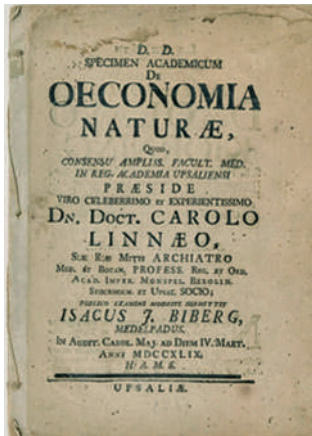 D. D.
SPECIMEN ACADEMICUM
DE
OECONOMIA
NATURÆ,
QUOD,
CONSENSU AMPLISS. FACULT. MED.
IN REG. ACADEMIA UPSALIENSI
PRÆSIDE
VIRO CELEBERRIMO ET EXPERIENTISSIMO
DN. DOCT. CAROLO
LINNÆO,
SUÆ RÆ MTIS ARCHIATRO
MED. ET BOTAN. PROFESS. REG. ET ORD.
ACAD. IMPER. MONSPEL. BEROLIN.
STOCKHOLM. ET UPSAL. SOCIO;
PUBLICO EXAMINI MODESTE SUBMITTIT
ISACUS J. BIBERG,
MEDELPADUS.
IN AUDIT. CAROL. MAJ. AD DIEM IV. MART.
ANNI MDCCXLIX.
H. A. M. S.
UPSALIÆ.